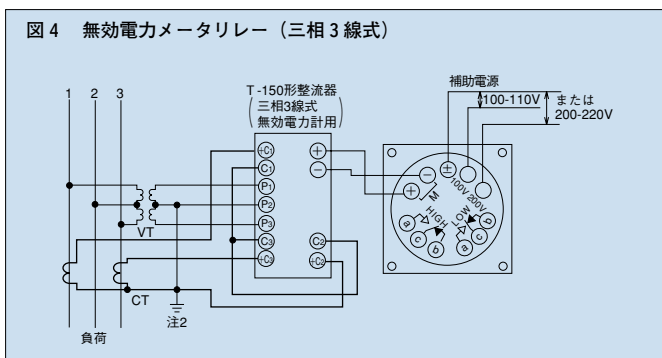 図4 無効電力メータリレー(三相3線式)
1 2 3
T-150形整流器
三相3線式
無効電力計用
補助電源
100-110V
または
200-220V
+C1
C1
P1
P2
P3
C3
+C3
+
−
C2
+C2
VT
CT
注2
負荷
−
+
M
±
100V
200V
HIGH
LOW
a
c
b
a
c
b